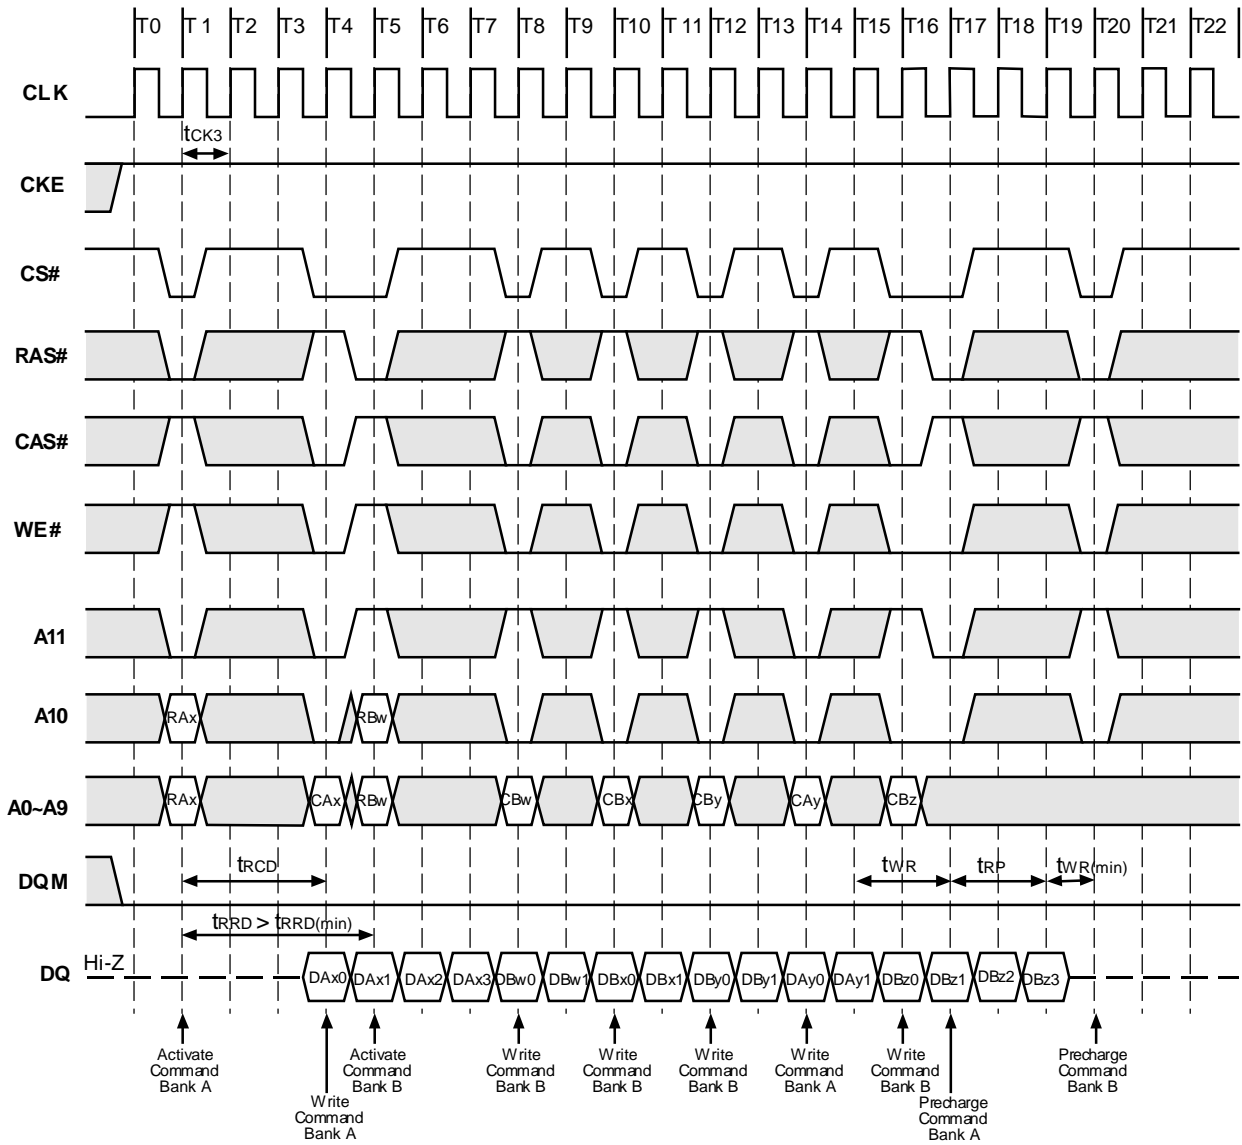 T0 T1 T2 T3 T4 T5 T6 T7 T8 T9 T10 T11 T12 T13 T14 T15 T16 T17 T18 T19 T20 T21 T22
CLK
tCK3
CKE
CS#
RAS#
CAS#
WE#
A11
A10 RAx RBw
A0~A9 RAx CAx RBw CBw CBx CBy CAy CBz
DQM tRCD tWR tRP tWR(min)
tRRD > tRRD(min)
DQ Hi-Z DAx0 DAx1 DAx2 DAx3 DBw0 DBw1 DBx0 DBx1 DBy0 DBy1 DAy0 DAy1 DBz0 DBz1 DBz2 DBz3
Activate
Command
Bank A
Write
Command
Bank A
Activate
Command
Bank B
Write
Command
Bank B
Write
Command
Bank B
Write
Command
Bank B
Write
Command
Bank A
Write
Command
Bank B
Precharge
Command
Bank A
Precharge
Command
Bank B